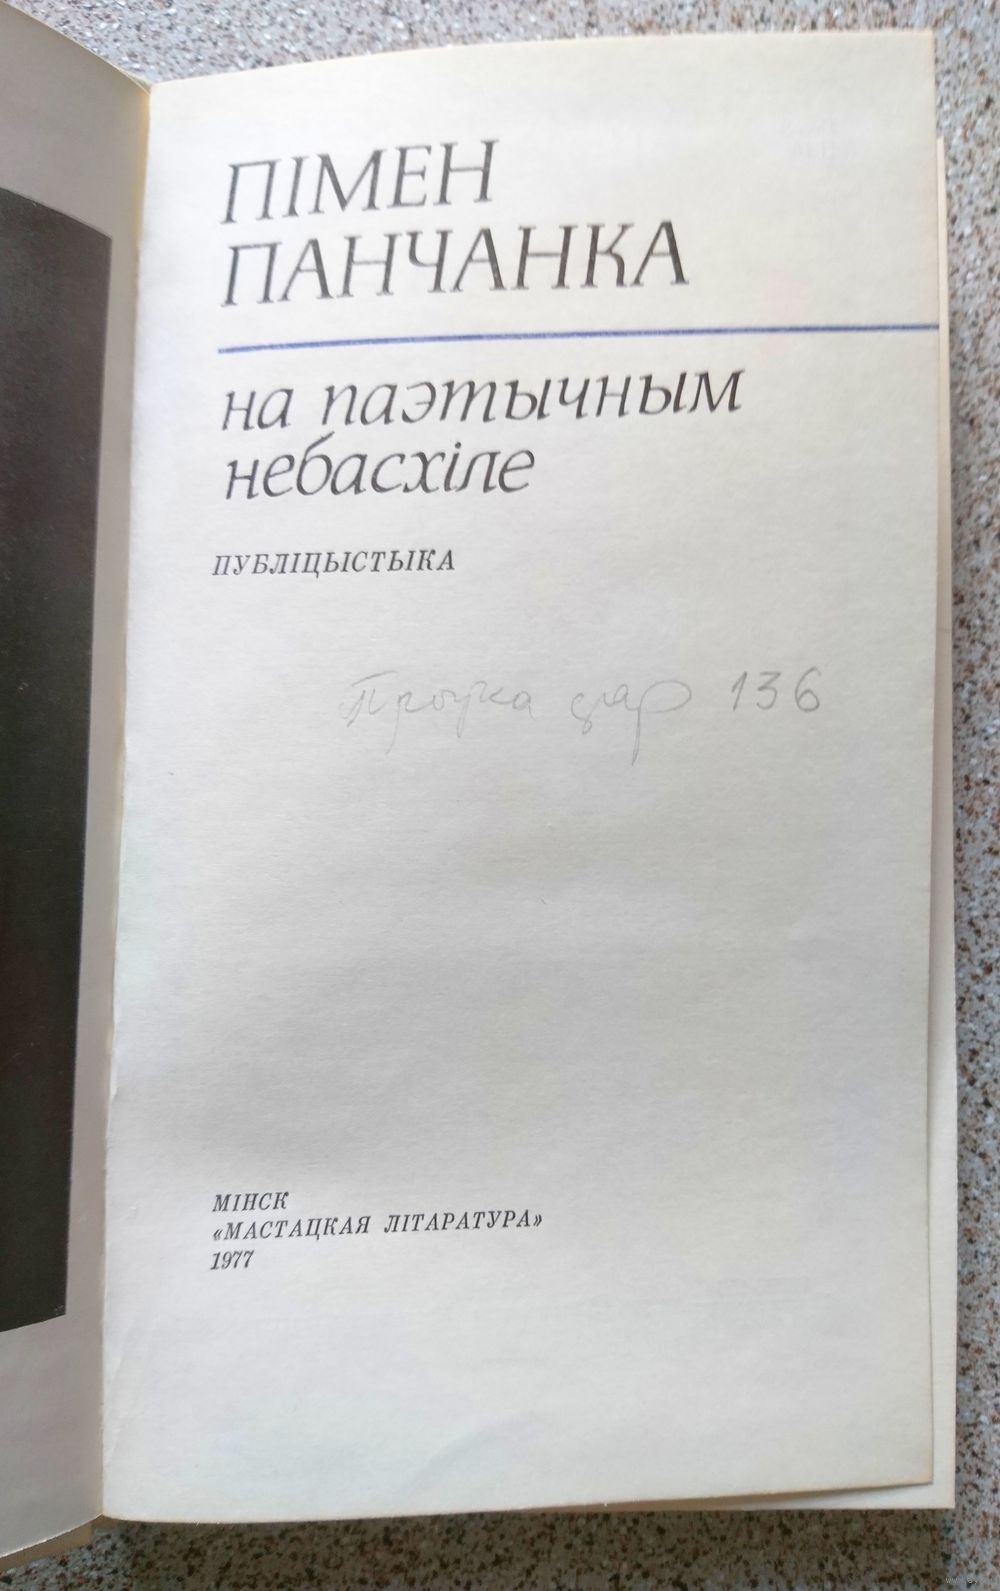 ПІМЕН
ПАНЧАНКА
на паэтычным
небасхіле
ПУБЛІЦЫСТЫКА
136
МІНСК
«МАСТАЦКАЯ ЛІТАРАТУРА»
1977